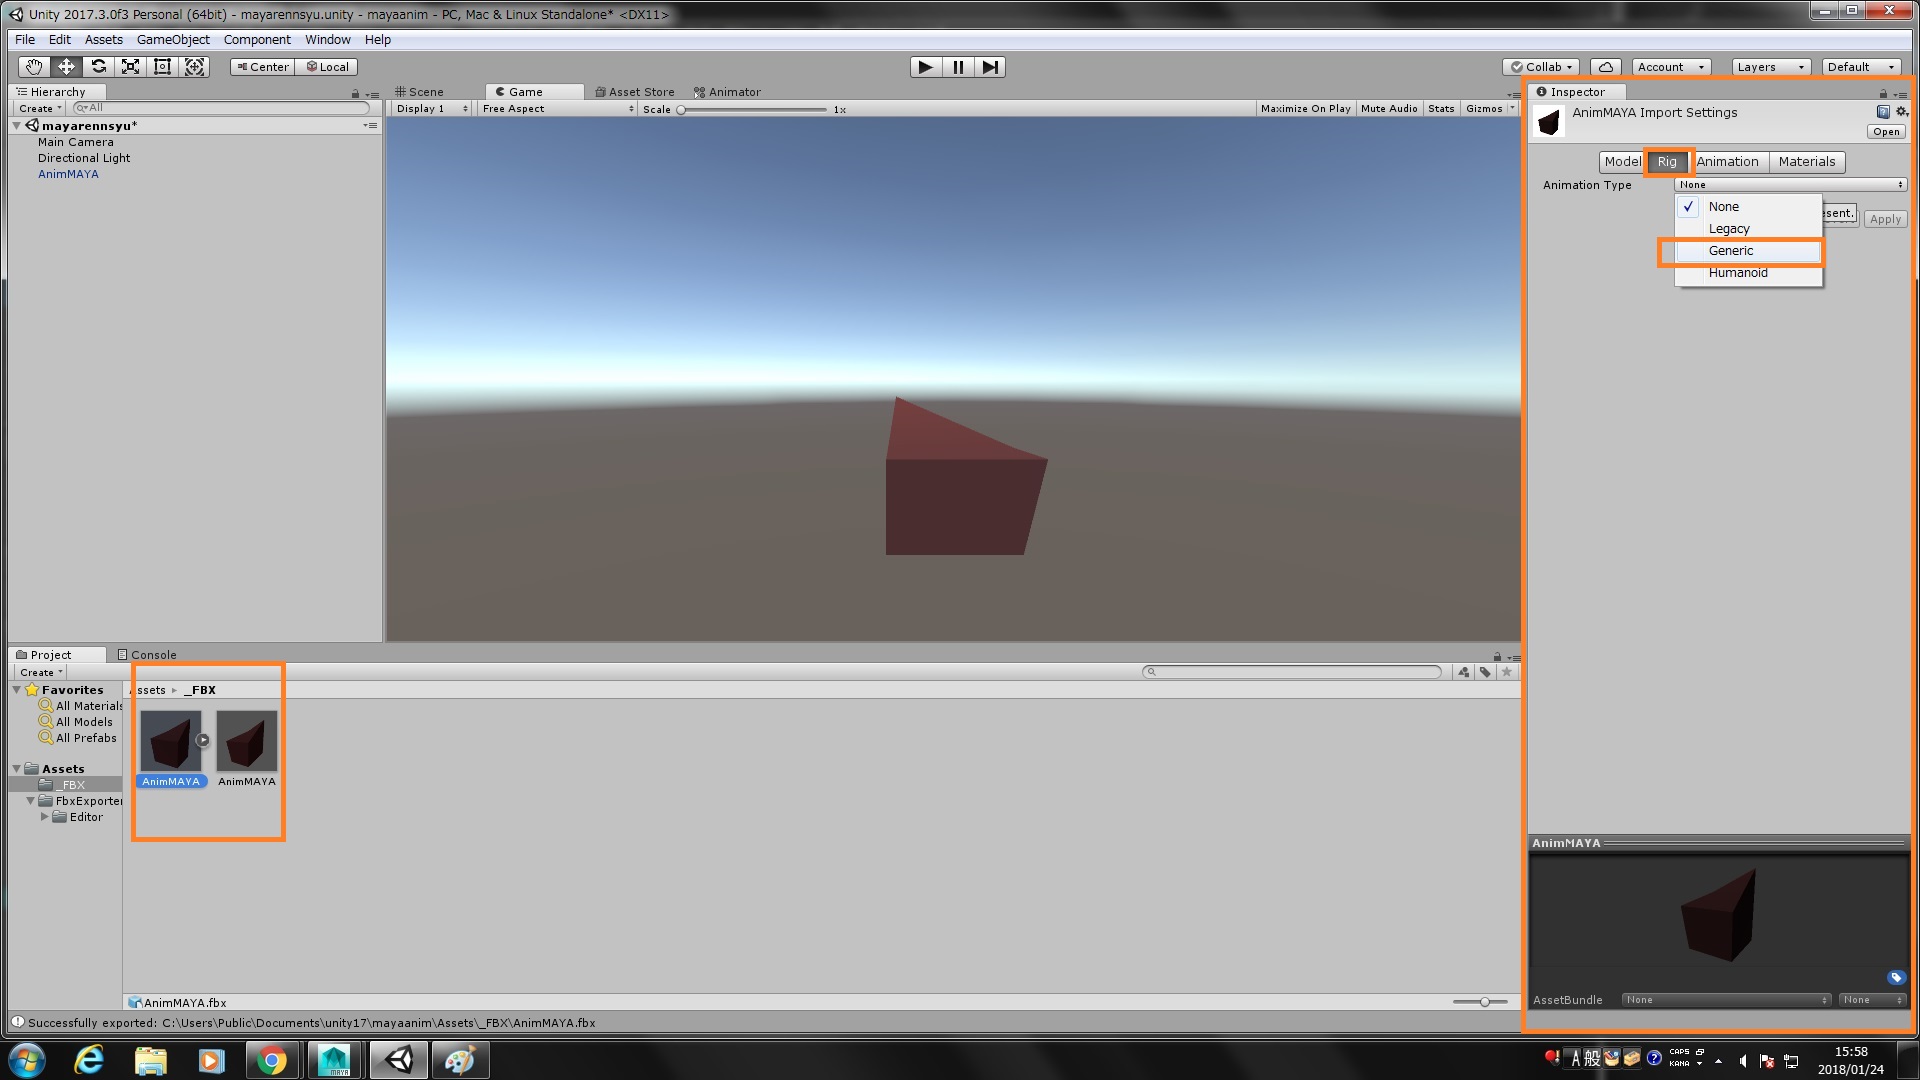 Unity 2017.3.0f3 Personal (64bit) - mayarennsyu.unity - mayaanim - PC, Mac & Linux Standalone* <DX11>
File Edit Assets GameObject Component Window Help
Center Local Collab Account Layers Default
Hierarchy
Create All
mayarennsyu*
Main Camera
Directional Light
AnimMAYA
Scene Game Asset Store Animator
Display 1 Free Aspect Scale 1x Maximize On Play Mute Audio Stats Gizmos
Inspector
AnimMAYA Import Settings
Open
Model Rig Animation Materials
Animation Type None
None
esent.
Apply
Legacy
Generic
Humanoid
Project Console
Create
Favorites
All Materials
All Models
All Prefabs
Assets
_FBX
FbxExporter
Editor
ssets ▸ _FBX
AnimMAYA AnimMAYA
AnimMAYA.fbx
AnimMAYA
AssetBundle None None
Successfully exported: C:\Users\Public\Documents\unity17\mayaanim\Assets\_FBX\AnimMAYA.fbx
MAYA
A 般 CAPS KANA
15:58
2018/01/24